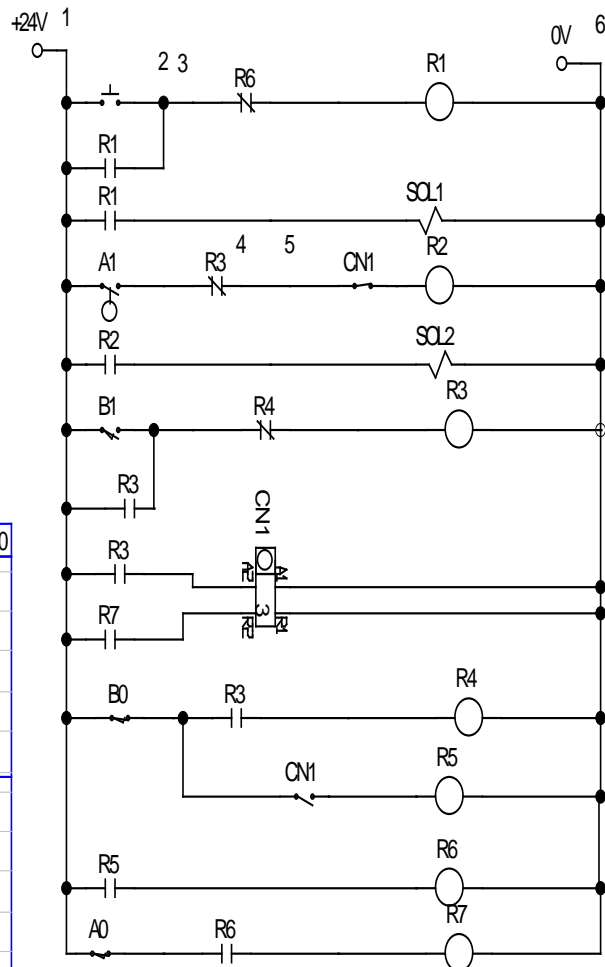 +24V 1
0V 6
2 3
R6 R1
R1
R1 SOL1
4 5
A1 R3 CN1 R2
R2 SOL2
B1 R4 R3
R3
CN1
R3 A2 A1
0
R7 3
R2 R1
B0 R3 R4
CN1 R5
R5 R6
A0 R6 R7